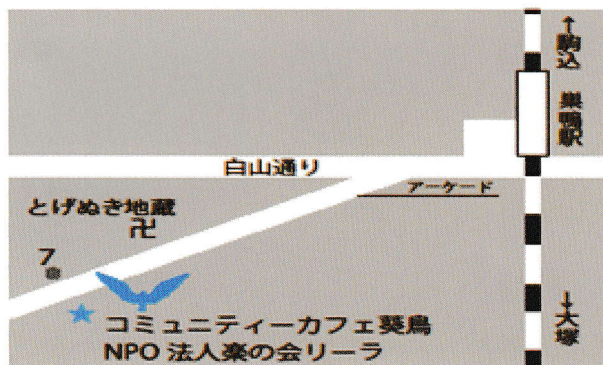 ↑駒込
巣鴨駅
白山通り
アーケード
とげぬき地蔵
卍
7
↓大塚
コミュニティーカフェ葵鳥
NPO 法人楽の会リーラ